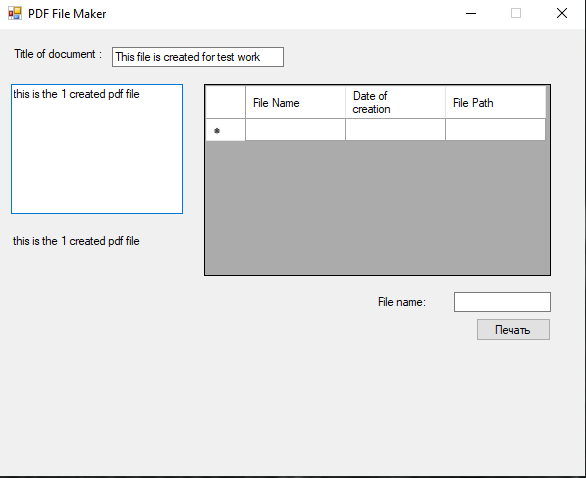 PDF File Maker
Title of document :
This file is created for test work
this is the 1 created pdf file
File Name
Date of
creation
File Path
this is the 1 created pdf file
File name:
Печать